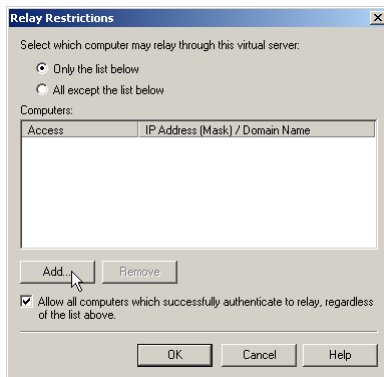 Relay Restrictions
Select which computer may relay through this virtual server:
Only the list below
All except the list below
Computers:
Access IP Address (Mask) / Domain Name
Add... Remove
Allow all computers which successfully authenticate to relay, regardless
of the list above.
OK Cancel Help